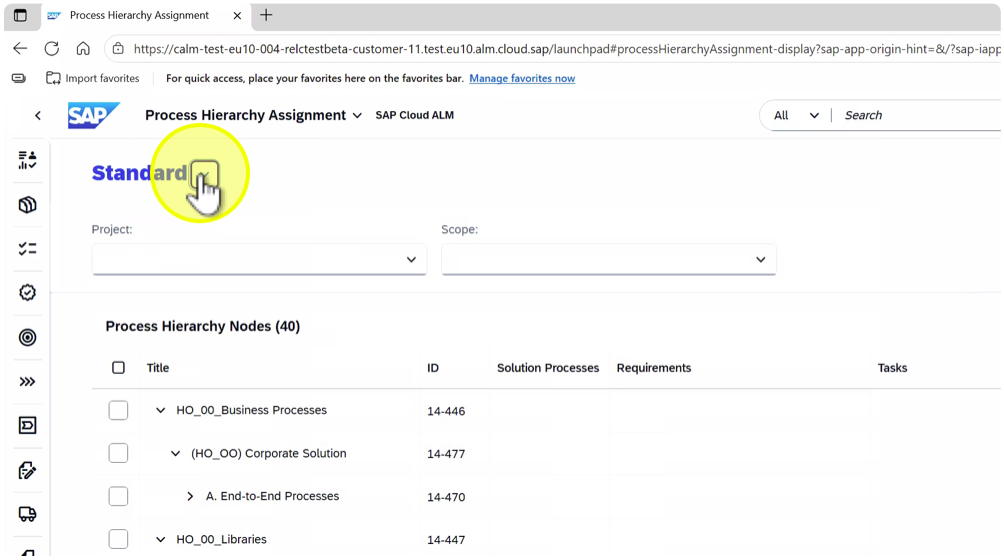 Process Hierarchy Assignment
https://calm-test-eu10-004-relctestbeta-customer-11.test.eu10.alm.cloud.sap/launchpad#processHierarchyAssignment-display?sap-app-origin-hint=&/?sap-iapp
Import favorites For quick access, place your favorites here on the favorites bar. Manage favorites now
SAP Process Hierarchy Assignment SAP Cloud ALM All Search
Standard
Project: Scope:
Process Hierarchy Nodes (40)
Title ID Solution Processes Requirements Tasks
HO_00_Business Processes 14-446
(HO_OO) Corporate Solution 14-477
A. End-to-End Processes 14-470
HO_00_Libraries 14-447